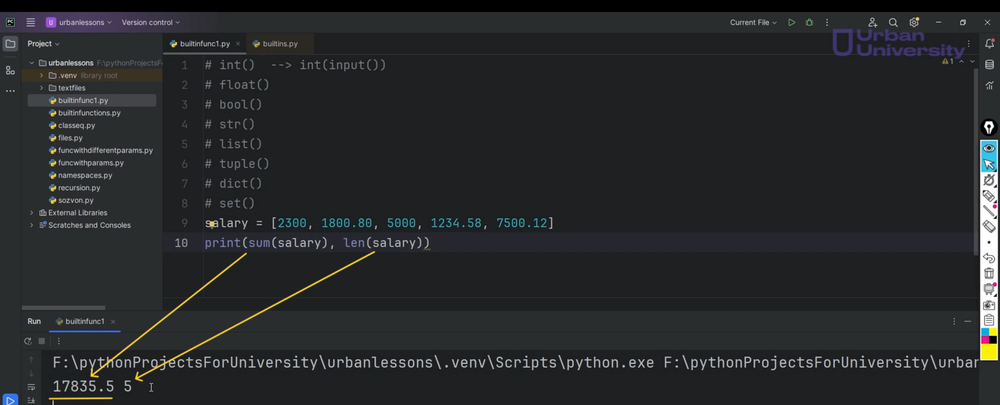 PC
U urbanlessons
Version control
Current File
Urban
University
Project
builtinfunc1.py
builtins.py
urbanlessons F:\pythonProjectsF
.venv library root
textfiles
builtinfunc1.py
builtinfunctions.py
classeq.py
files.py
funcwithdifferentparams.py
funcwithparams.py
namespaces.py
recursion.py
sozvon.py
External Libraries
Scratches and Consoles
1
1 # int() --> int(input())
2 # float()
3 # bool()
4 # str()
5 # list()
6 # tuple()
7 # dict()
8 # set()
9 salary = [2300, 1800.80, 5000, 1234.58, 7500.12]
10 print(sum(salary), len(salary))
Run builtinfunc1
F:\pythonProjectsForUniversity\urbanlessons\.venv\Scripts\python.exe F:\pythonProjectsForUniversity\urbar
17835.5 5